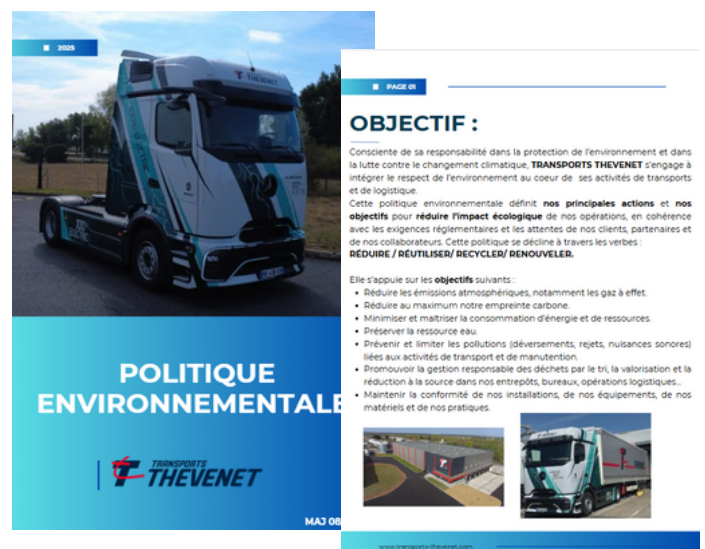 2025
THEVENET
POLITIQUE
ENVIRONNEMENTALE
TRANSPORTS
THEVENET
MAJ 08
PAGE 01
OBJECTIF :
Consciente de sa responsabilité dans la protection de l'environnement et dans
la lutte contre le changement climatique, TRANSPORTS THEVENET s'engage à
intégrer le respect de l'environnement au coeur de ses activités de transports
et de logistique.
Cette politique environnementale définit nos principales actions et nos
objectifs pour réduire l'impact écologique de nos opérations, en cohérence
avec les exigences réglementaires et les attentes de nos clients, partenaires et
de nos collaborateurs. Cette politique se décline à travers les verbes :
RÉDUIRE / RÉUTILISER/ RECYCLER/ RENOUVELER.
Elle s'appuie sur les objectifs suivants :
• Réduire les émissions atmosphériques, notamment les gaz à effet.
• Réduire au maximum notre empreinte carbone.
• Minimiser et maîtriser la consommation d'énergie et de ressources.
• Préserver la ressource eau.
• Prévenir et limiter les pollutions (déversements, rejets, nuisances sonores)
liées aux activités de transport et de manutention.
• Promouvoir la gestion responsable des déchets par le tri, la valorisation et la
réduction à la source dans nos entrepôts, bureaux, opérations logistiques...
• Maintenir la conformité de nos installations, de nos équipements, de nos
matériels et de nos pratiques.
www.transports-thevenet.com